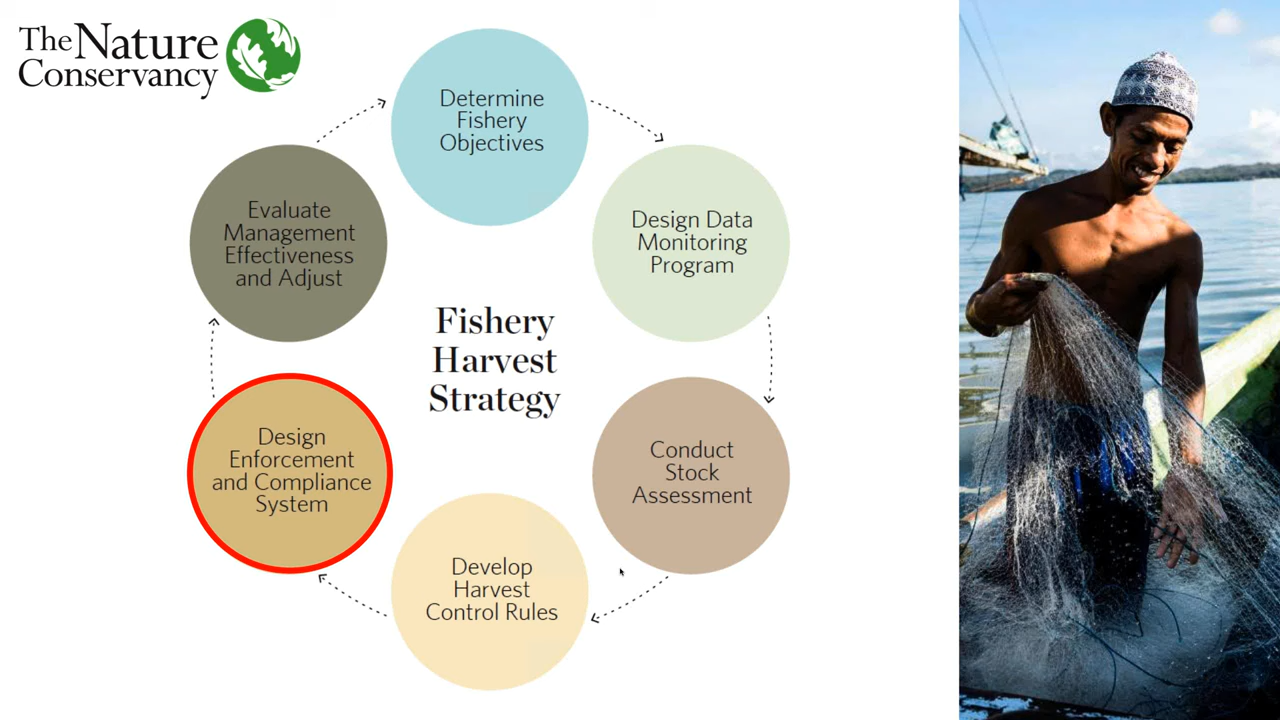 The Nature
Conservancy
Determine
Fishery
Objectives
Design Data
Monitoring
Program
Conduct
Stock
Assessment
Develop
Harvest
Control Rules
Design
Enforcement
and Compliance
System
Evaluate
Management
Effectiveness
and Adjust
Fishery
Harvest
Strategy